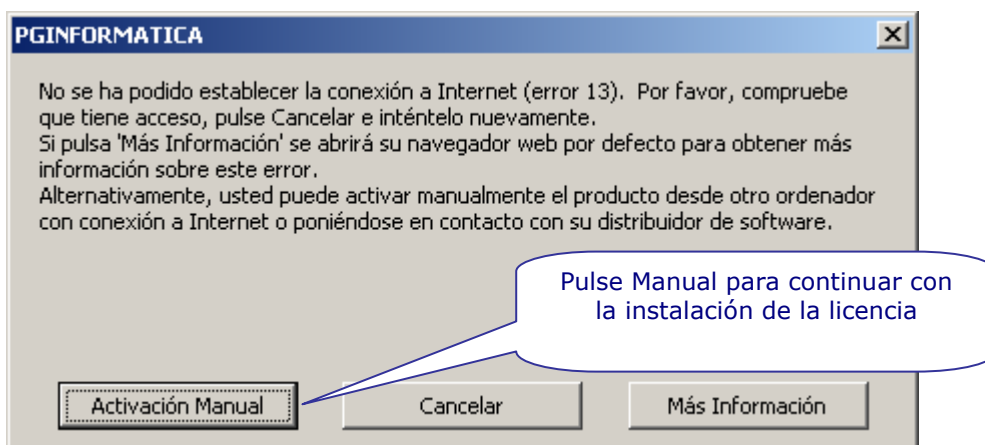 PGINFORMATICA
No se ha podido establecer la conexión a Internet (error 13). Por favor, compruebe
que tiene acceso, pulse Cancelar e inténtelo nuevamente.
Si pulsa 'Más Información' se abrirá su navegador web por defecto para obtener más
información sobre este error.
Alternativamente, usted puede activar manualmente el producto desde otro ordenador
con conexión a Internet o poniéndose en contacto con su distribuidor de software.
Pulse Manual para continuar con
la instalación de la licencia
Activación Manual
Cancelar
Más Información